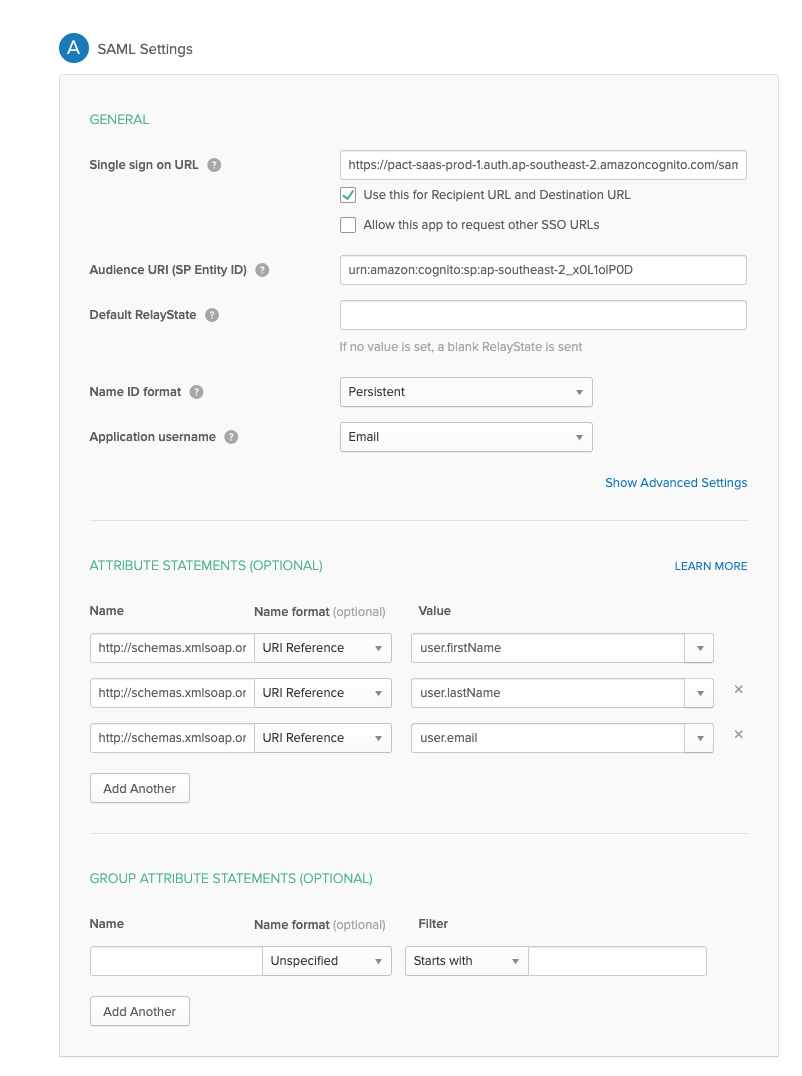 A SAML Settings
GENERAL
Single sign on URL ? https://pact-saas-prod-1.auth.ap-southeast-2.amazoncognito.com/sam
Use this for Recipient URL and Destination URL
Allow this app to request other SSO URLs
Audience URI (SP Entity ID) ? urn:amazon:cognito:sp:ap-southeast-2_x0L1olP0D
Default RelayState ?
If no value is set, a blank RelayState is sent
Name ID format ? Persistent
Application username ? Email
Show Advanced Settings
ATTRIBUTE STATEMENTS (OPTIONAL) LEARN MORE
Name Name format (optional) Value
http://schemas.xmlsoap.or URI Reference user.firstName
http://schemas.xmlsoap.or URI Reference user.lastName ×
http://schemas.xmlsoap.or URI Reference user.email ×
Add Another
GROUP ATTRIBUTE STATEMENTS (OPTIONAL)
Name Name format (optional) Filter
Unspecified Starts with
Add Another